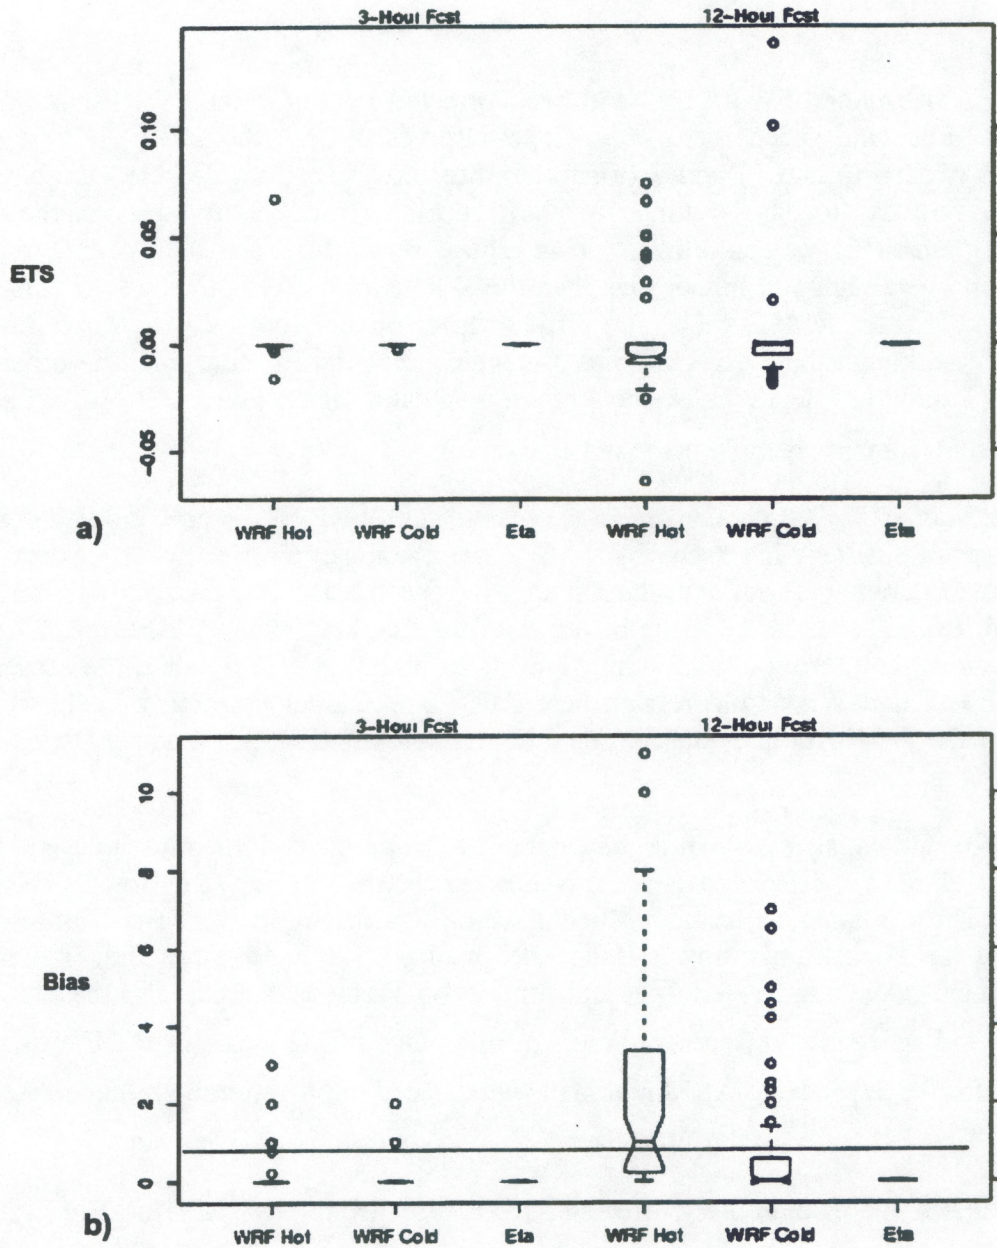 3-Hour Fcst 12-Hour Fcst
0.10
0.05
ETS
0.00
-0.05
WRF Hot WRF Cold Eta WRF Hot WRF Cold Eta
a)
3-Hour Fcst 12-Hour Fcst
10
8
6
Bias
4
2
0
WRF Hot WRF Cold Eta WRF Hot WRF Cold Eta
b)